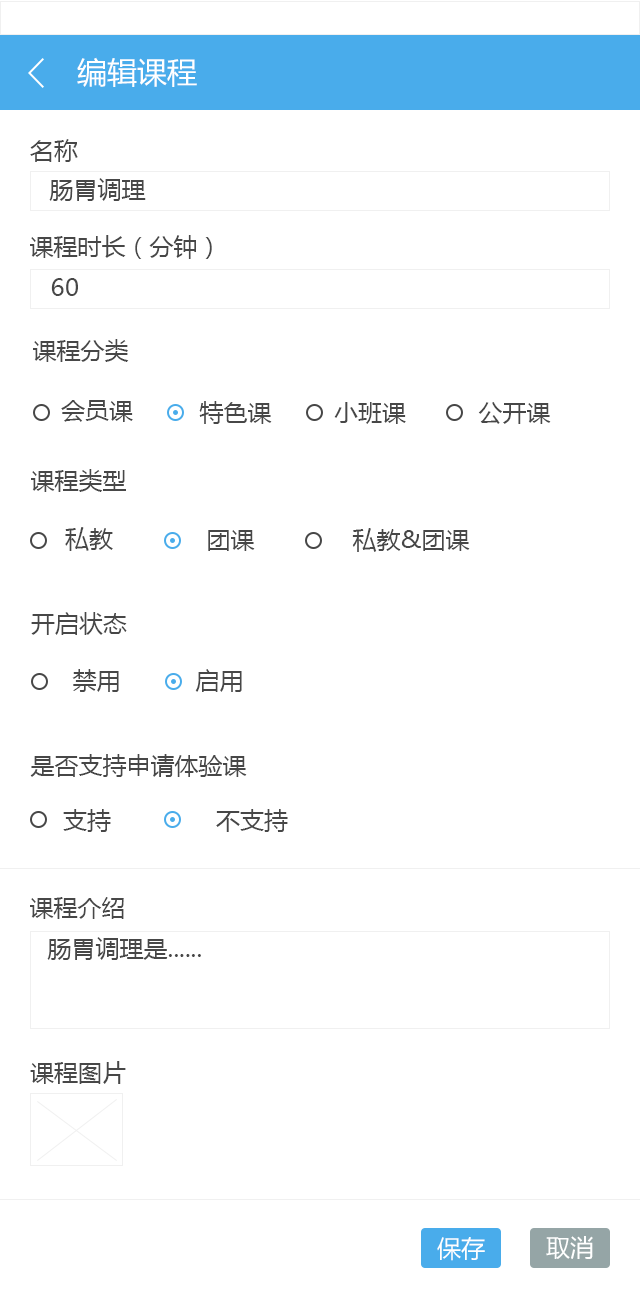 编辑课程
名称
肠胃调理
课程时长（分钟）
60
课程分类
会员课 特色课 小班课 公开课
课程类型
私教 团课 私教&团课
开启状态
禁用 启用
是否支持申请体验课
支持 不支持
课程介绍
肠胃调理是......
课程图片
保存 取消